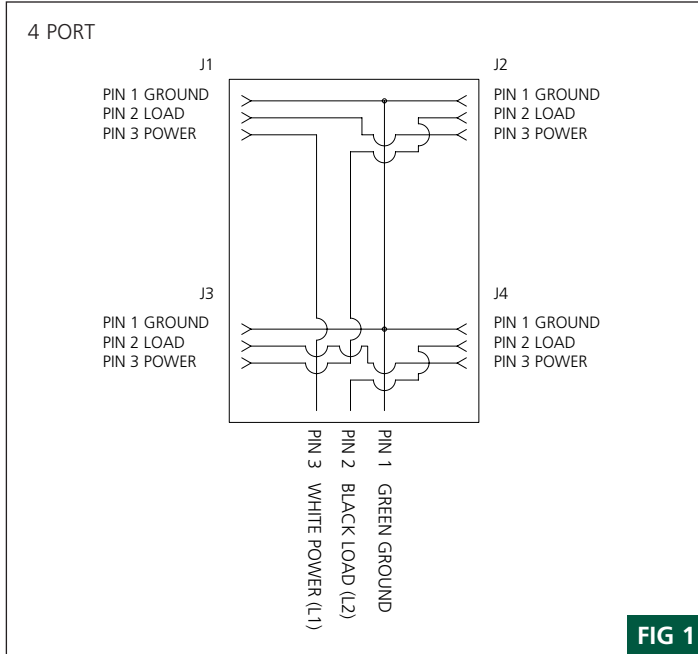 4 PORT
J1
PIN 1 GROUND
PIN 2 LOAD
PIN 3 POWER
J2
PIN 1 GROUND
PIN 2 LOAD
PIN 3 POWER
J3
PIN 1 GROUND
PIN 2 LOAD
PIN 3 POWER
J4
PIN 1 GROUND
PIN 2 LOAD
PIN 3 POWER
PIN 3 WHITE POWER (L1)
PIN 2 BLACK LOAD (L2)
PIN 1 GREEN GROUND
FIG 1